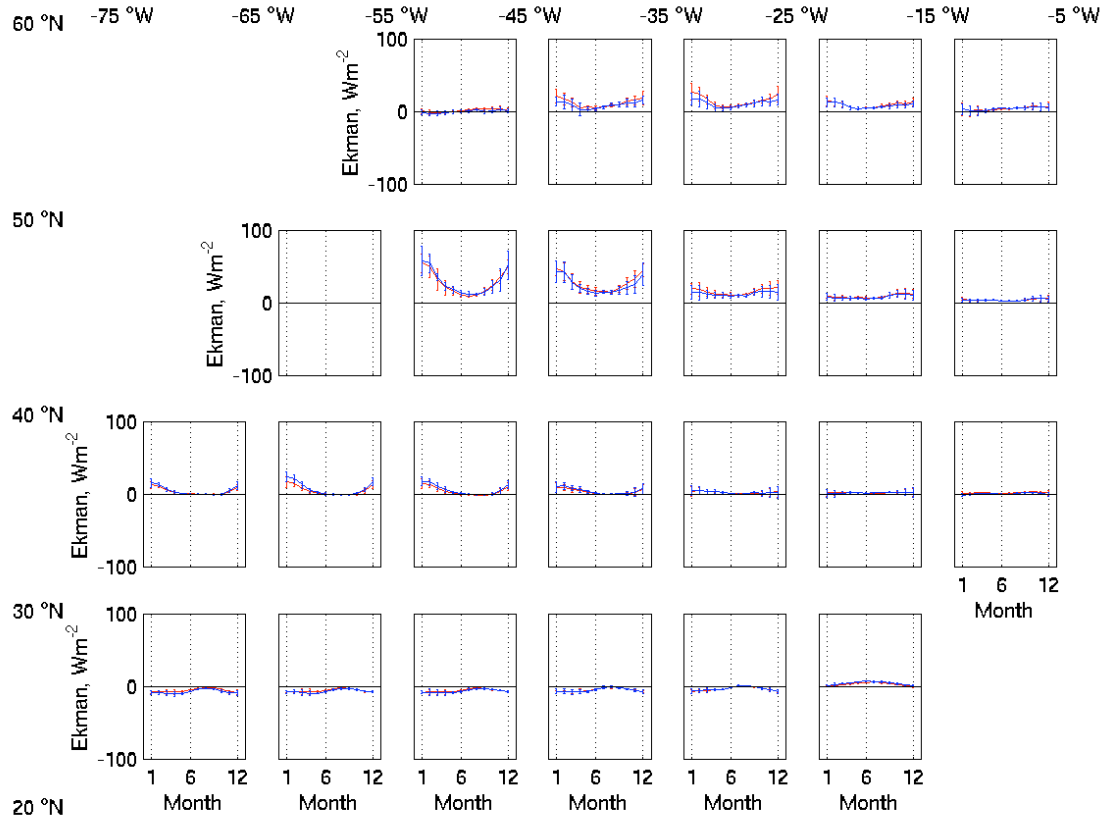 60 °N -75 °W -65 °W -55 °W -45 °W -35 °W -25 °W -15 °W -5 °W
100
0
-100
Ekman, Wm-2
50 °N
100
0
-100
Ekman, Wm-2
40 °N
100
0
-100
Ekman, Wm-2
1 6 12
Month
30 °N
100
0
-100
Ekman, Wm-2
1 6 12 1 6 12 1 6 12 1 6 12 1 6 12 1 6 12
Month Month Month Month Month Month
20 °N